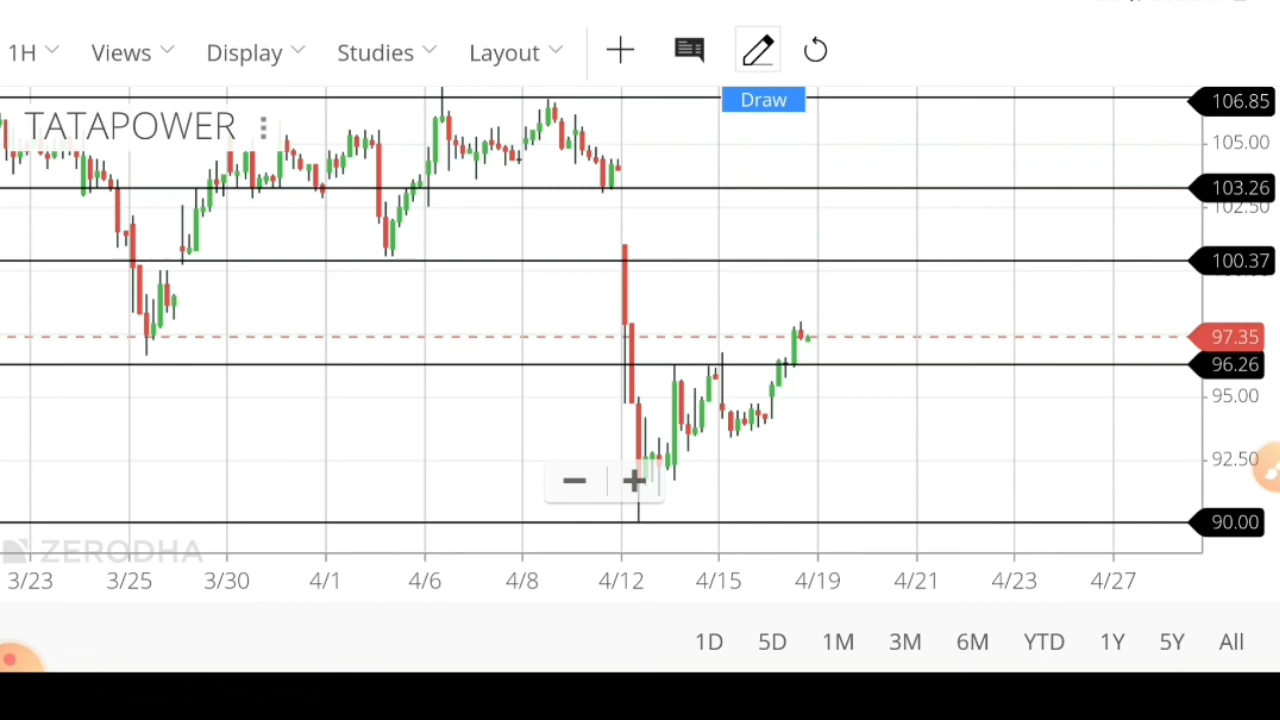 1H Views Display Studies Layout
Draw
TATAPOWER
106.85
105.00
103.26
102.50
100.37
97.35
96.26
95.00
92.50
90.00
ZERODHA
3/23 3/25 3/30 4/1 4/6 4/8 4/12 4/15 4/19 4/21 4/23 4/27
1D 5D 1M 3M 6M YTD 1Y 5Y All